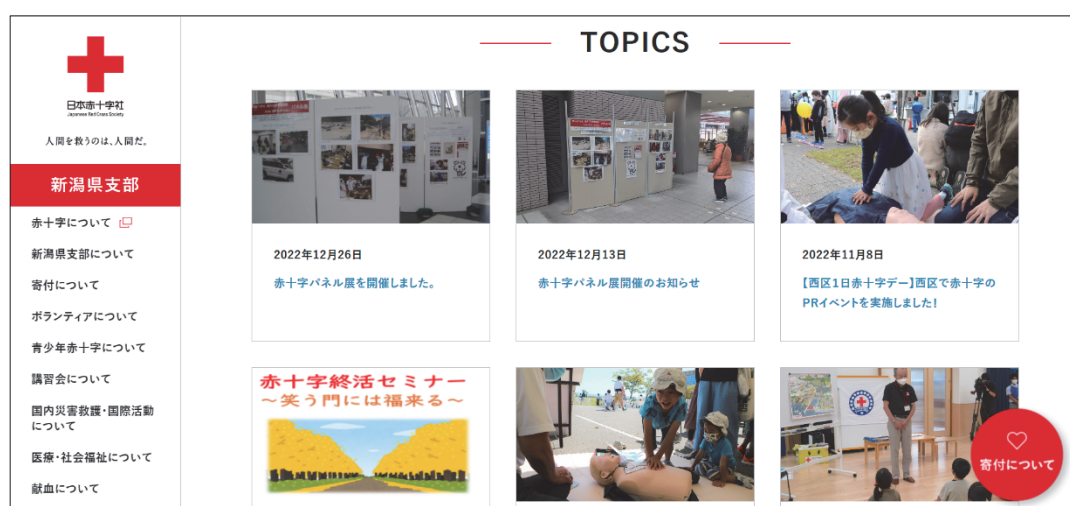 日本赤十字社
Japanese Red Cross Society
人間を救うのは、人間だ。
新潟県支部
赤十字について
新潟県支部について
寄付について
ボランティアについて
青少年赤十字について
講習会について
国内災害救護・国際活動
について
医療・社会福祉について
献血について
TOPICS
2022年12月26日
赤十字パネル展を開催しました。
2022年12月13日
赤十字パネル展開催のお知らせ
2022年11月8日
【西区1日赤十字デー】西区で赤十字の
PRイベントを実施しました!
赤十字終活セミナー
～笑う門には福来る～
寄付について